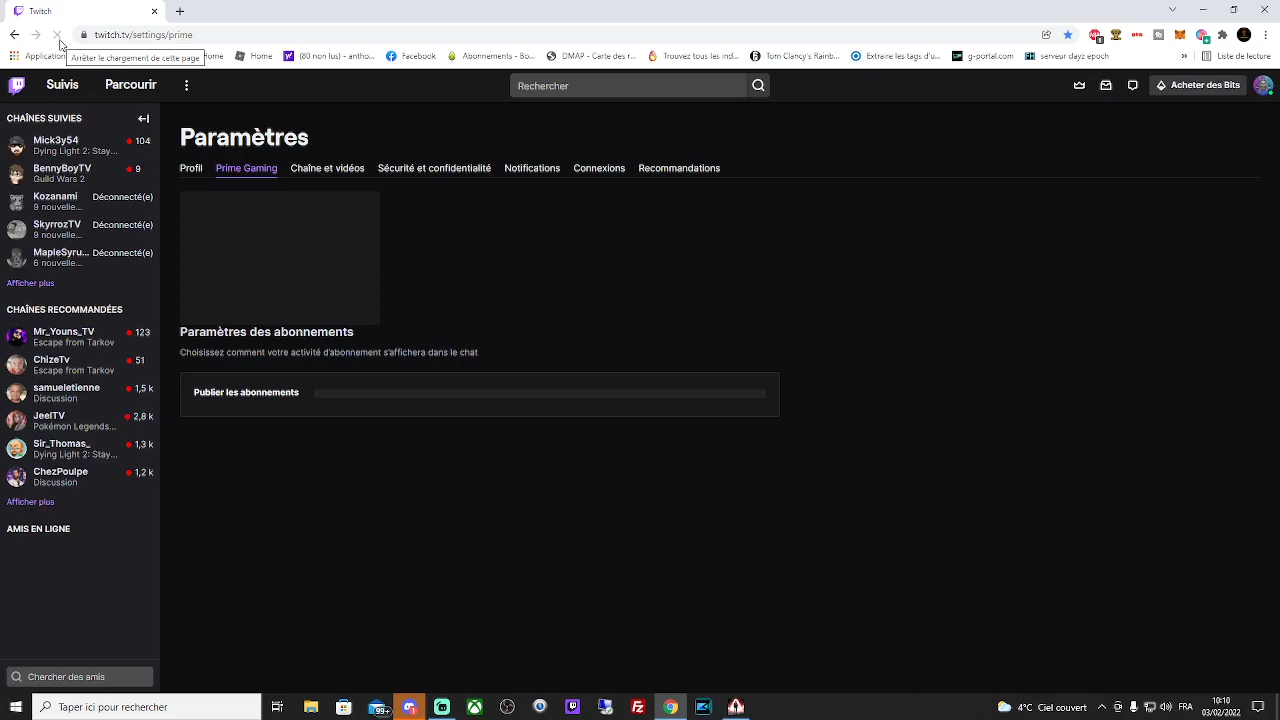 Twitch
twitch.tv/settings/prime
Arrêter le chargement de cette page
Application
ome
Home
(80 non lus) - antho...
Facebook
Abonnements - Bo...
DMAP - Carte des r...
Trouvez tous les ind...
Tom Clancy's Rainb...
Extraire les tags d'u...
g-portal.com
serveur dayz epoch
»
Liste de lecture
Suivis
Parcourir
Rechercher
Acheter des Bits
CHAÎNES SUIVIES
Mick3y54
104
Dying Light 2: Stay...
BennyBoyTV
9
Guild Wars 2
Kozanami
Déconnecté(e)
9 nouvelle...
SkyrrozTV
Déconnecté(e)
9 nouvelle...
MapleSyru...
Déconnecté(e)
6 nouvelle...
Afficher plus
CHAÎNES RECOMMANDÉES
Mr_Youns_TV
123
Escape from Tarkov
ChizeTv
51
Escape from Tarkov
samueletienne
1,5 k
Discussion
JeelTV
2,8 k
Pokémon Legends...
Sir_Thomas_
1,3 k
Dying Light 2: Stay...
ChezPoulpe
1,2 k
Discussion
Afficher plus
AMIS EN LIGNE
Chercher des amis
Paramètres
Profil
Prime Gaming
Chaîne et vidéos
Sécurité et confidentialité
Notifications
Connexions
Recommandations
Paramètres des abonnements
Choisissez comment votre activité d'abonnement s'affichera dans le chat
Publier les abonnements
Taper ici pour rechercher
99+
4°C Ciel couvert
FRA
10:10
03/02/2022